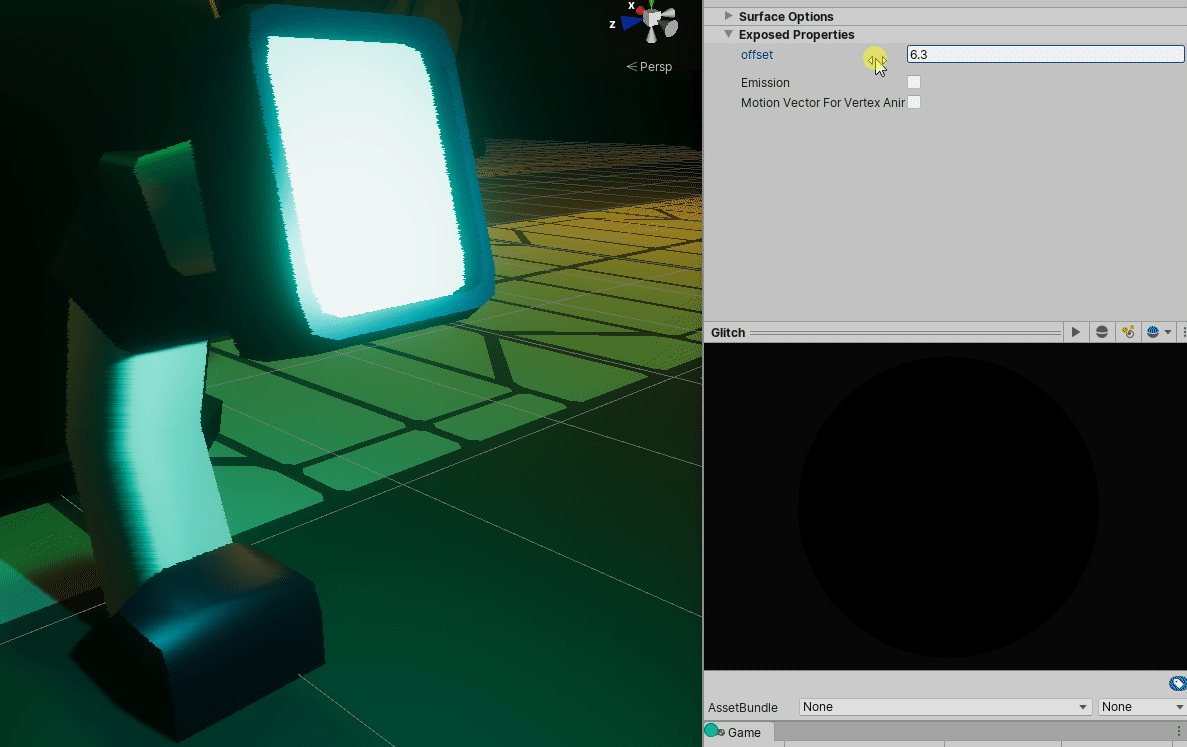 x
z
< Persp
Surface Options
Exposed Properties
offset 6.3
Emission
Motion Vector For Vertex Anir
Glitch
AssetBundle None None
Game